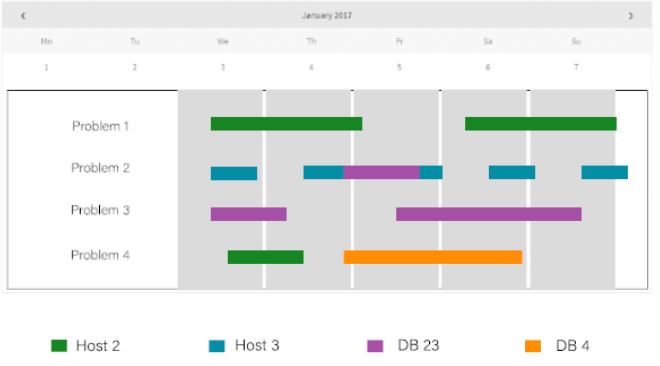 ‹ January 2017 ›
Mo Tu We Th Fr Sa Su
1 2 3 4 5 6 7
Problem 1
Problem 2
Problem 3
Problem 4
Host 2 Host 3 DB 23 DB 4